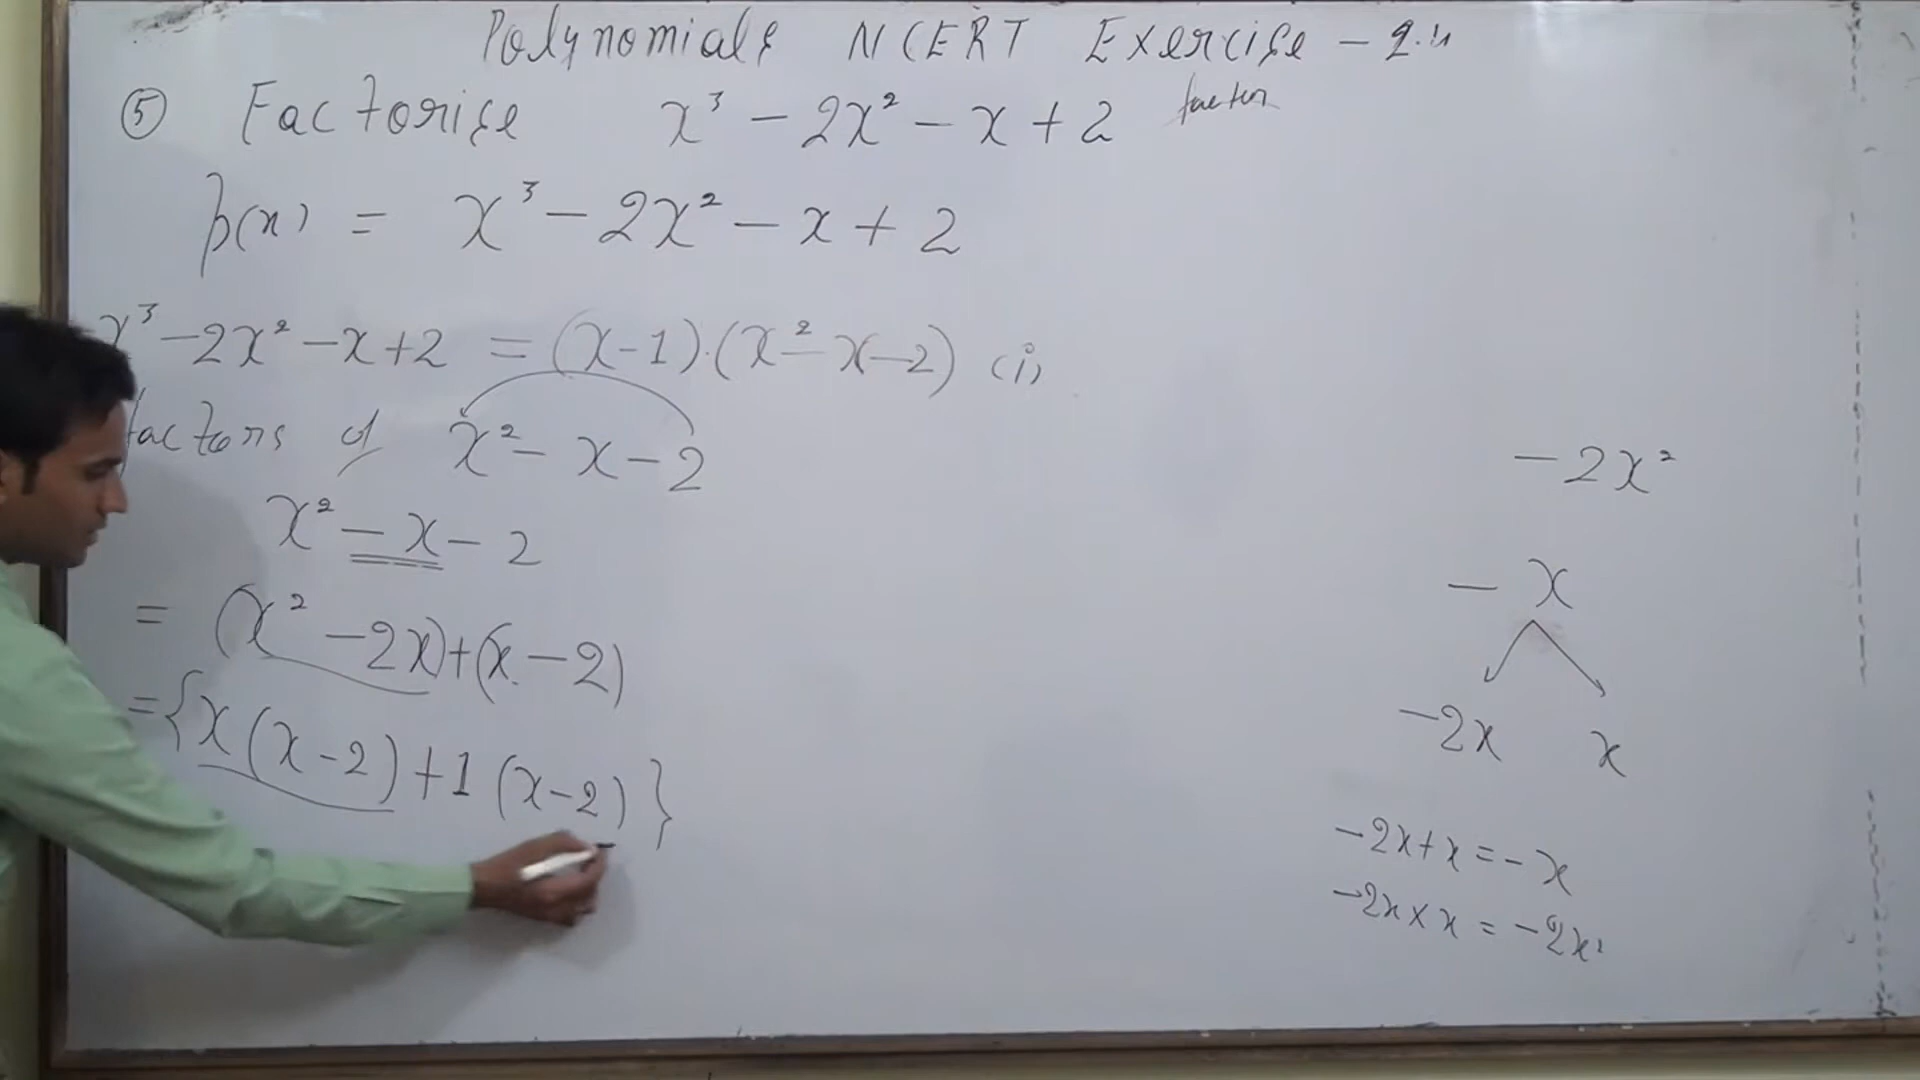 Polynomials NCERT Exercise - 2.4
⑤ Factorise x³ - 2x² - x + 2 factor
p(x) = x³ - 2x² - x + 2
x³ - 2x² - x + 2 = (x-1).(x² - x - 2) (i)
factors of x² - x - 2
x² - x - 2
= (x² - 2x) + (x - 2)
= {x(x-2) + 1(x-2)}
- 2x²
- x
-2x x
-2x + x = - x
-2x × x = -2x²